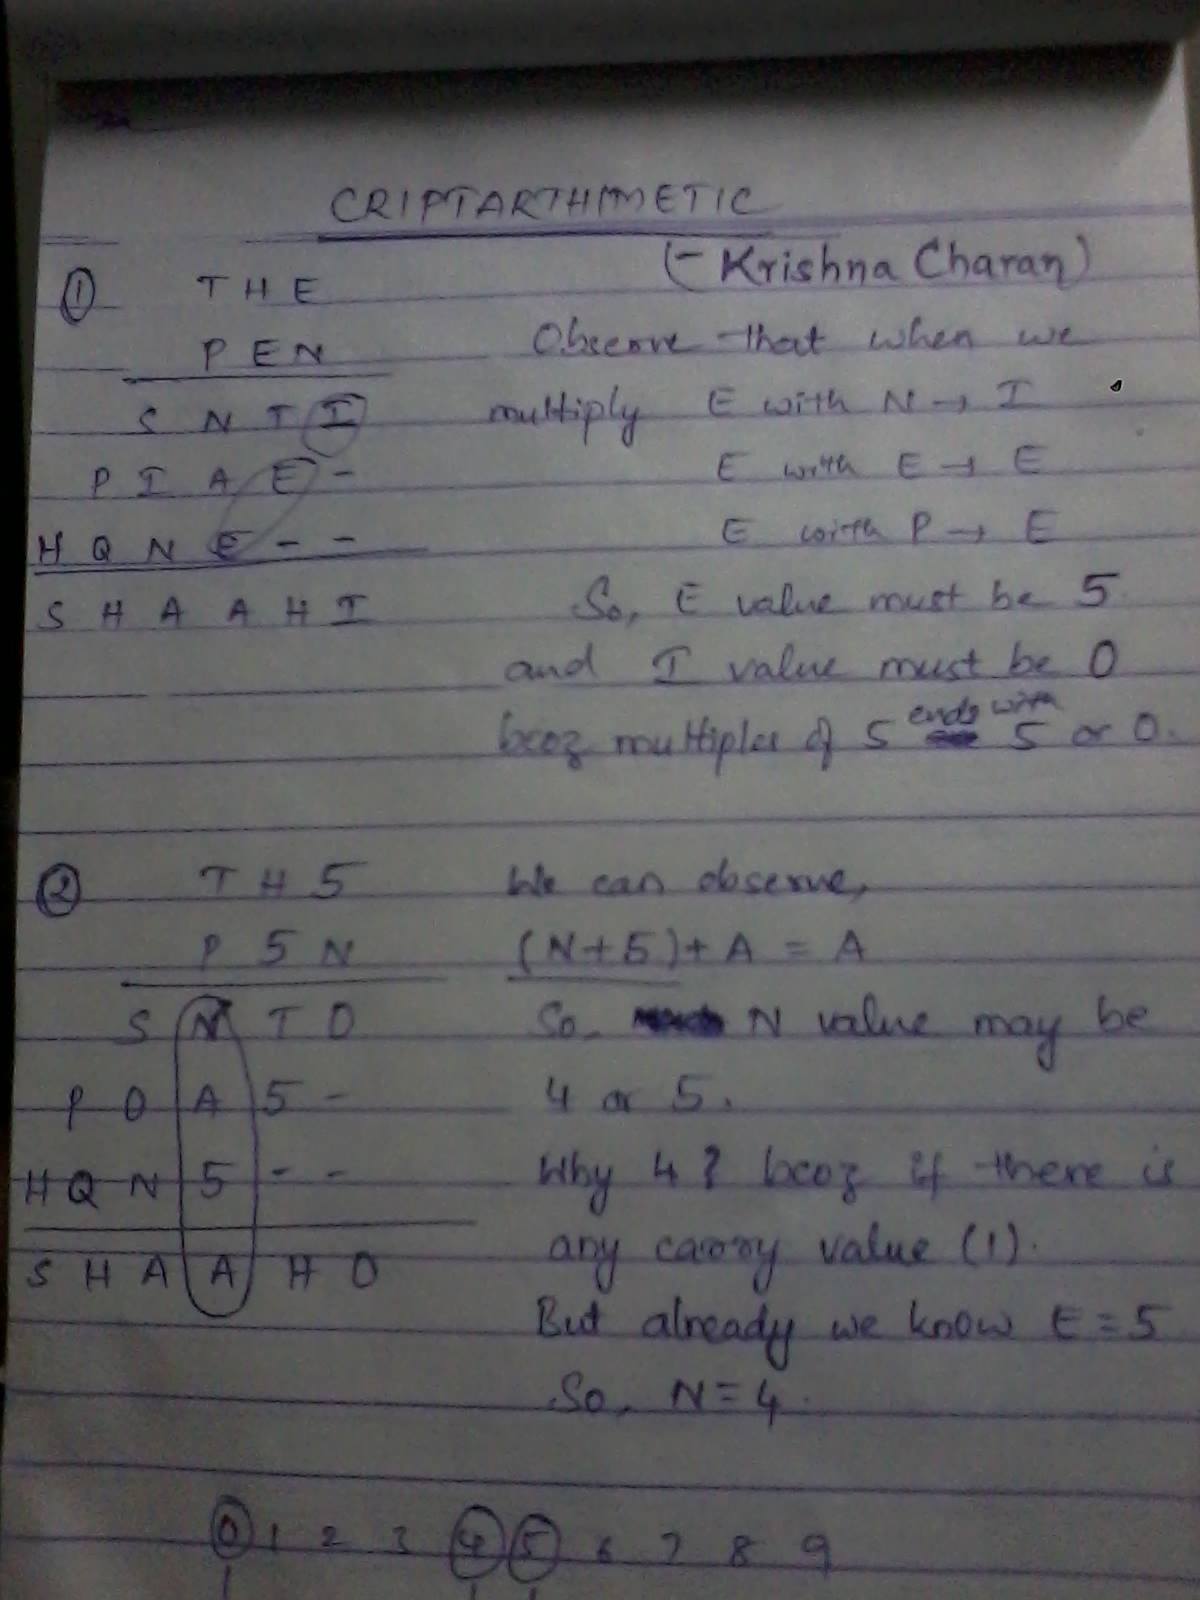 CRIPTARTHIMETIC
(- Krishna Charan)
① T H E
P E N Observe that when we
S N T I multiply E with N → I
P I A E - E with E → E
H Q N E - - E with P → E
S H A A H I So, E value must be 5.
and I value must be 0
bcoz multiples of 5 ends with 5 or 0.
② T H 5 We can observe,
P 5 N (N+5)+A = A
S N T 0 So, N value may be
P 0 A 5 - 4 or 5.
H Q N 5 - - Why 4? bcoz if there is
S H A A H 0 any carry value (1).
But already we know E = 5
So, N = 4.
0 1 2 3 4 5 6 7 8 9